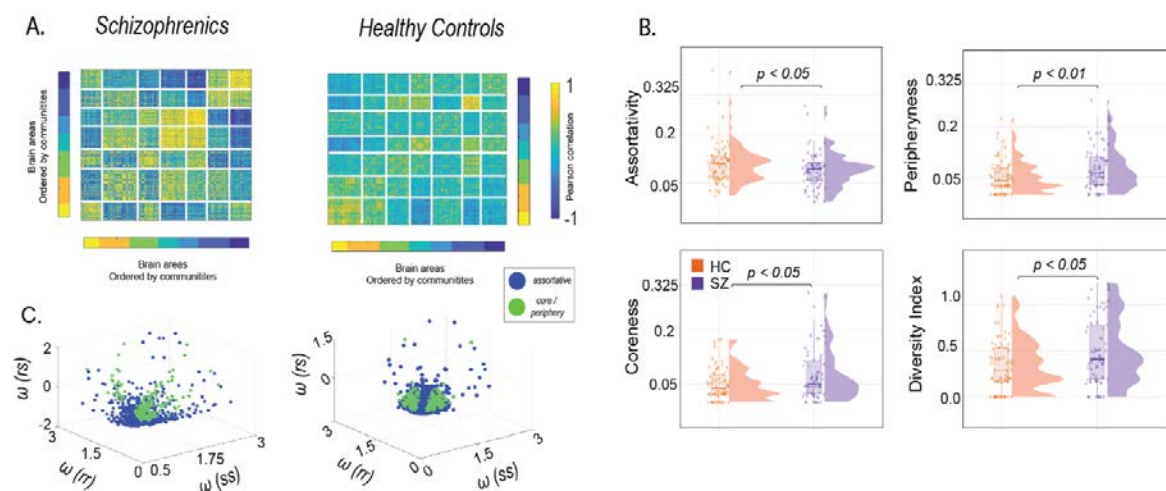 A.
Schizophrenics
Healthy Controls
Brain areas
Ordered by communitites
1
Pearson correlation
-1
Brain areas
Ordered by communitites
Brain areas
Ordered by communitites
assortative
core /
periphery
B.
p < 0.05
Assortativity
0.325
0.2
0.05
p < 0.01
Peripheryness
0.325
0.2
0.05
HC
SZ
p < 0.05
Coreness
0.325
0.2
0.05
p < 0.05
Diversity Index
1.0
0.5
0.0
C.
ω (rs)
2
0
-2
3
1.5
0
ω (rr)
0.5
1.75
3
ω (ss)
ω (rs)
1.5
0
3
1.5
0
ω (rr)
0
1.5
3
ω (ss)